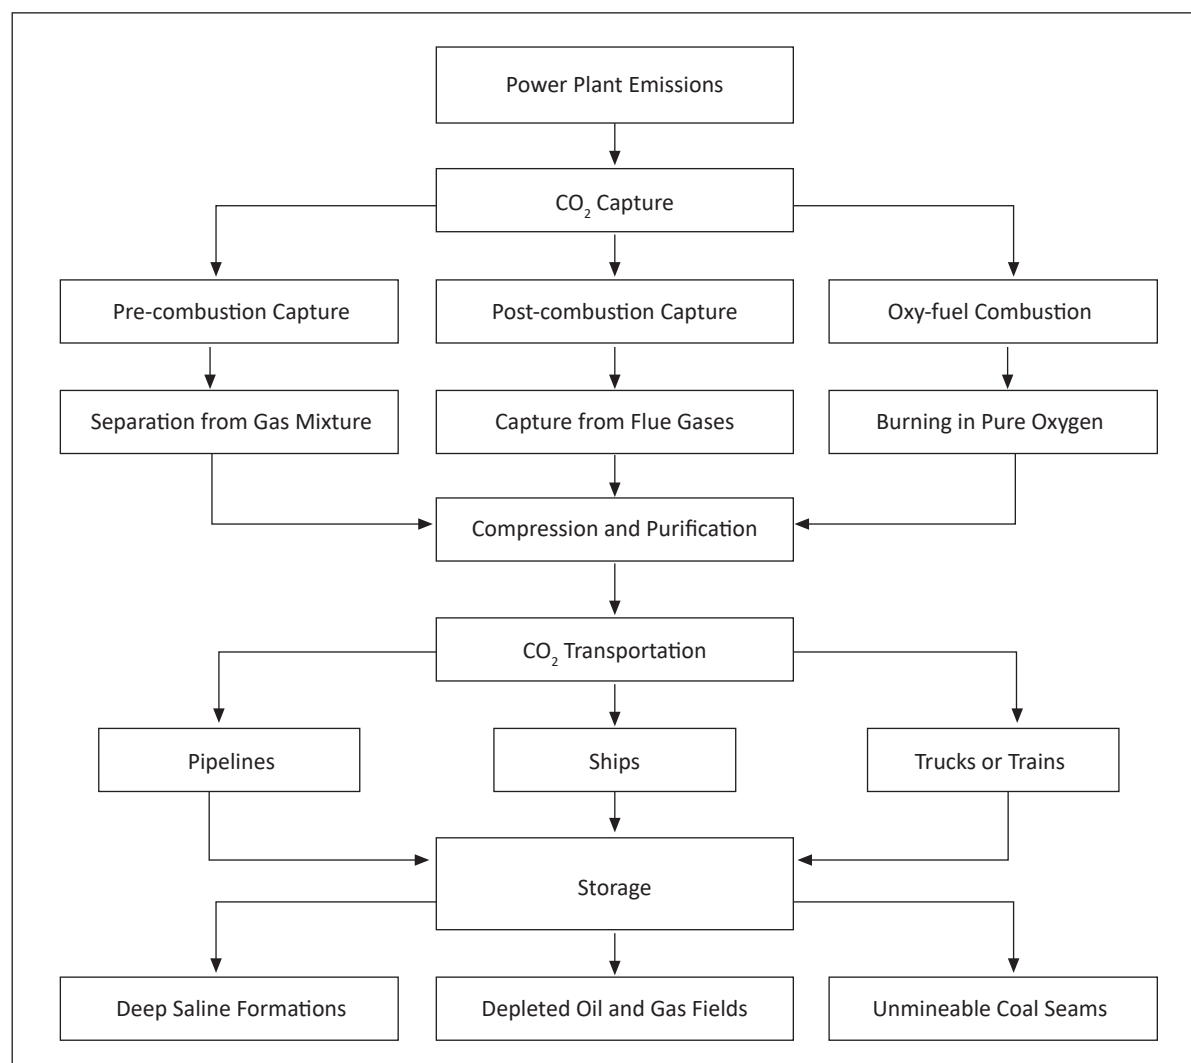 Power Plant Emissions
CO₂ Capture
Pre-combustion Capture
Post-combustion Capture
Oxy-fuel Combustion
Separation from Gas Mixture
Capture from Flue Gases
Burning in Pure Oxygen
Compression and Purification
CO₂ Transportation
Pipelines
Ships
Trucks or Trains
Storage
Deep Saline Formations
Depleted Oil and Gas Fields
Unmineable Coal Seams